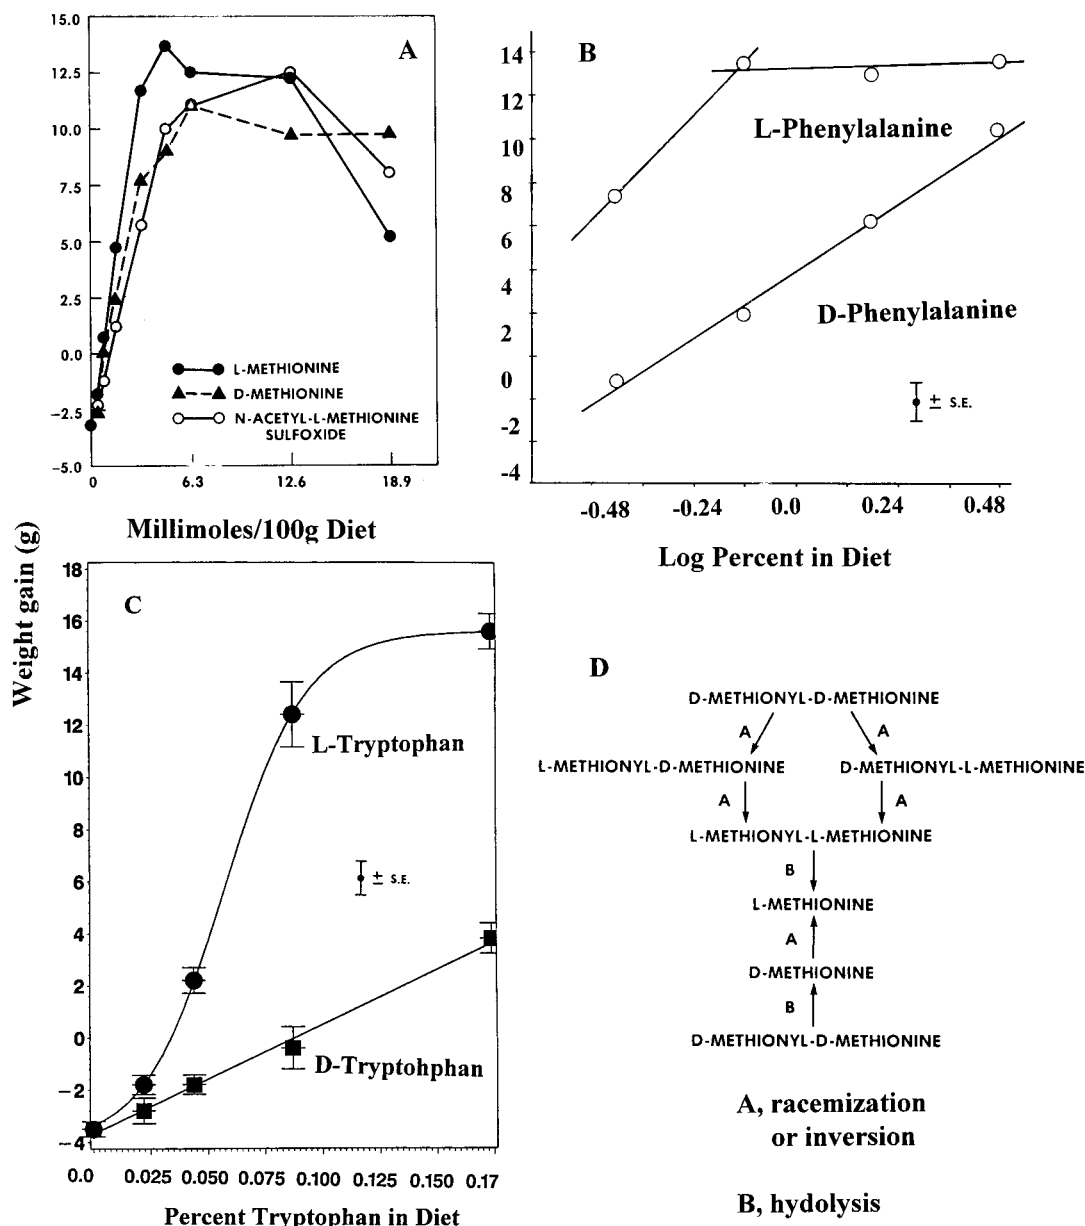 A
15.0
12.5
10.0
7.5
5.0
2.5
0.0
−2.5
−5.0
L-METHIONINE
D-METHIONINE
N-ACETYL-L-METHIONINE
SULFOXIDE
0 6.3 12.6 18.9
Millimoles/100g Diet
B
14
12
10
8
6
4
2
0
-2
-4
L-Phenylalanine
D-Phenylalanine
± S.E.
-0.48 -0.24 0.0 0.24 0.48
Log Percent in Diet
Weight gain (g)
C
18
16
14
12
10
8
6
4
2
0
−2
−4
L-Tryptophan
± S.E.
D-Tryptohphan
0.0 0.025 0.050 0.075 0.100 0.125 0.150 0.17
Percent Tryptophan in Diet
D
D-METHIONYL-D-METHIONINE
A A
L-METHIONYL-D-METHIONINE D-METHIONYL-L-METHIONINE
A A
L-METHIONYL-L-METHIONINE
B
L-METHIONINE
A
D-METHIONINE
B
D-METHIONYL-D-METHIONINE
A, racemization
or inversion
B, hydolysis